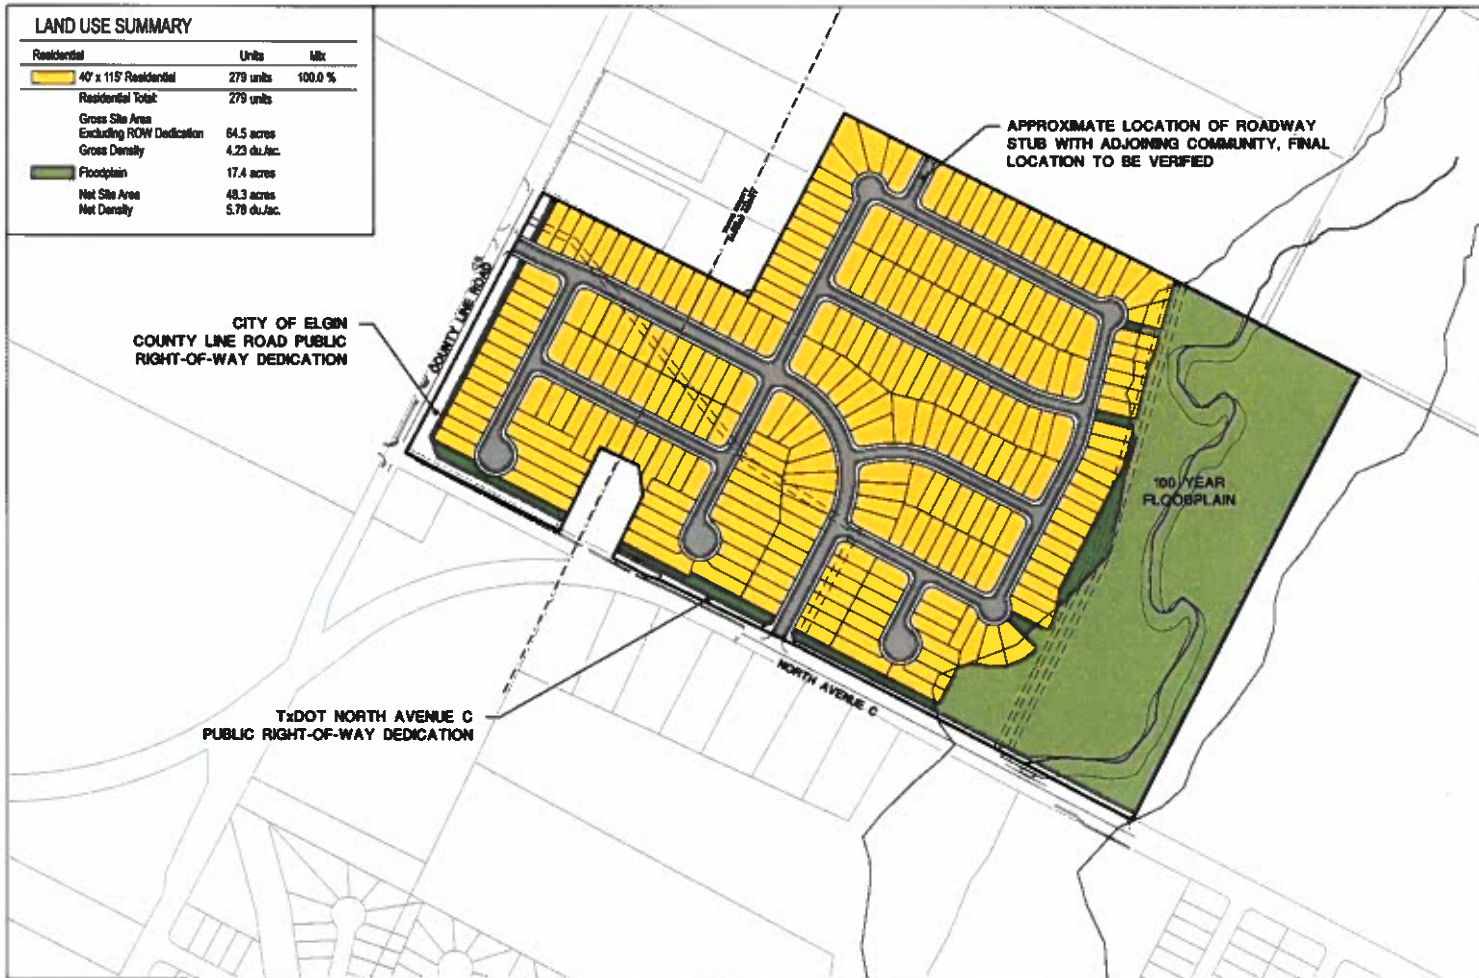 LAND USE SUMMARY
Residential Units Mix
40' x 115' Residential 279 units 100.0 %
Residential Total: 279 units
Gross Site Area
Excluding ROW Dedication 64.5 acres
Gross Density 4.23 du./ac.
Floodplain 17.4 acres
Net Site Area 48.3 acres
Net Density 5.78 du./ac.
APPROXIMATE LOCATION OF ROADWAY
STUB WITH ADJOINING COMMUNITY, FINAL
LOCATION TO BE VERIFIED
COUNTY LINE ROAD
CITY OF ELGIN
COUNTY LINE ROAD PUBLIC
RIGHT-OF-WAY DEDICATION
100 YEAR
FLOODPLAIN
NORTH AVENUE C
TxDOT NORTH AVENUE C
PUBLIC RIGHT-OF-WAY DEDICATION